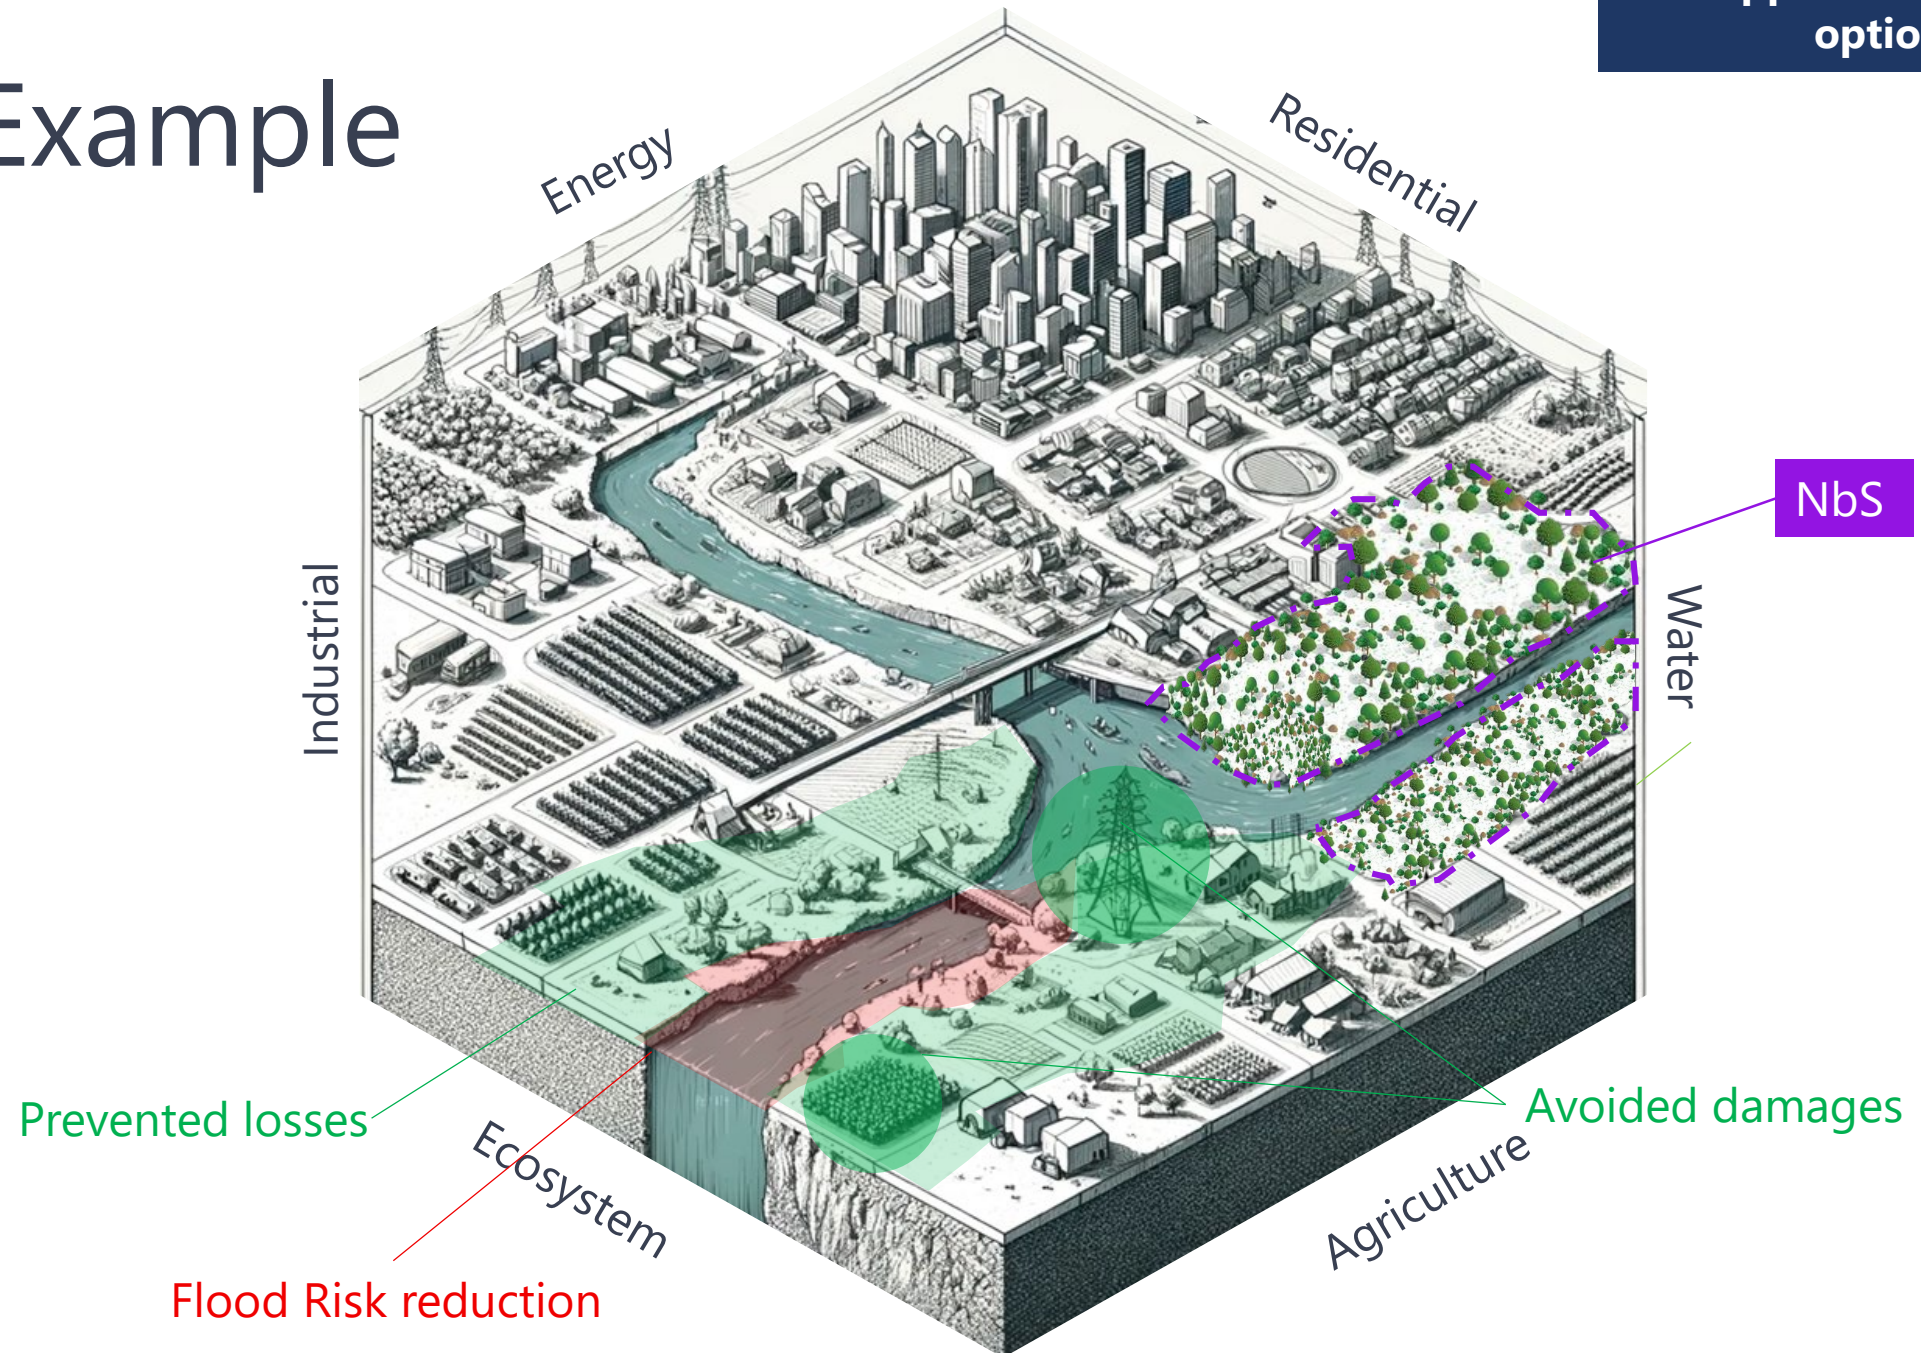 optio
Example
Energy
Residential
NbS
Industrial
Water
Prevented losses
Avoided damages
Ecosystem
Agriculture
Flood Risk reduction